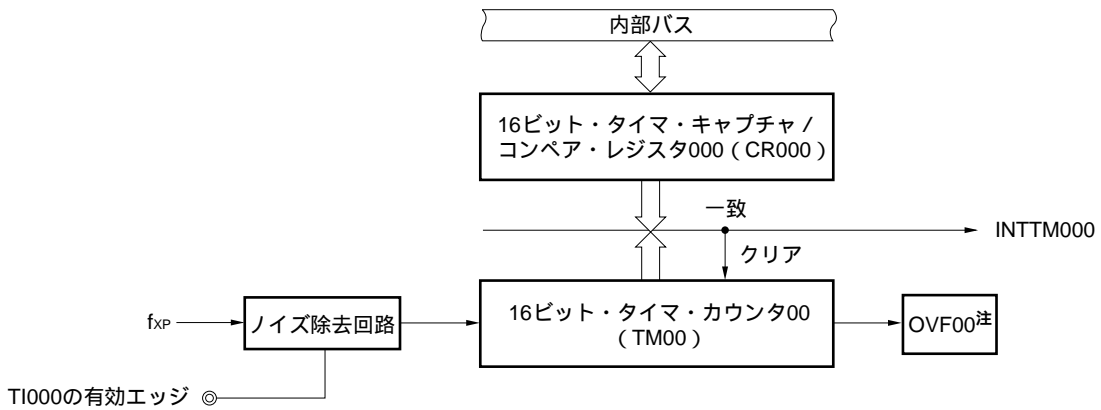 内部バス
16ビット・タイマ・キャプチャ／
コンペア・レジスタ000（CR000）
一致
INTTM000
クリア
16ビット・タイマ・カウンタ00
（TM00）
fXP
ノイズ除去回路
OVF00注
TI000の有効エッジ